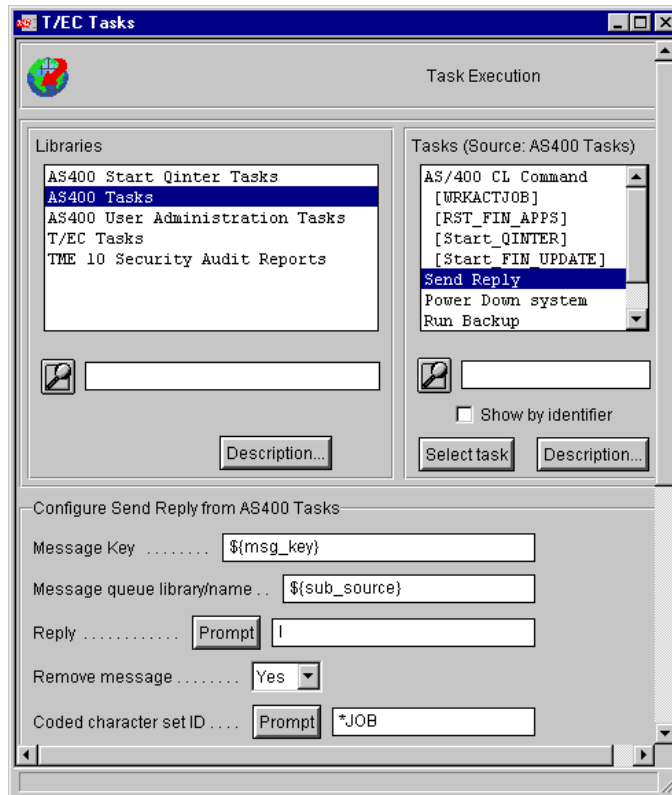 T/EC Tasks
Task Execution
Libraries
AS400 Start Qinter Tasks
AS400 Tasks
AS400 User Administration Tasks
T/EC Tasks
TME 10 Security Audit Reports
Description...
Tasks (Source: AS400 Tasks)
AS/400 CL Command
[WRKACTJOB]
[RST_FIN_APPS]
[Start_QINTER]
[Start_FIN_UPDATE]
Send Reply
Power Down system
Run Backup
Show by identifier
Select task Description...
Configure Send Reply from AS400 Tasks
Message Key . . . . . . . . ${msg_key}
Message queue library/name . . ${sub_source}
Reply . . . . . . . . . . . . Prompt I
Remove message . . . . . . . . Yes
Coded character set ID . . . . Prompt *JOB